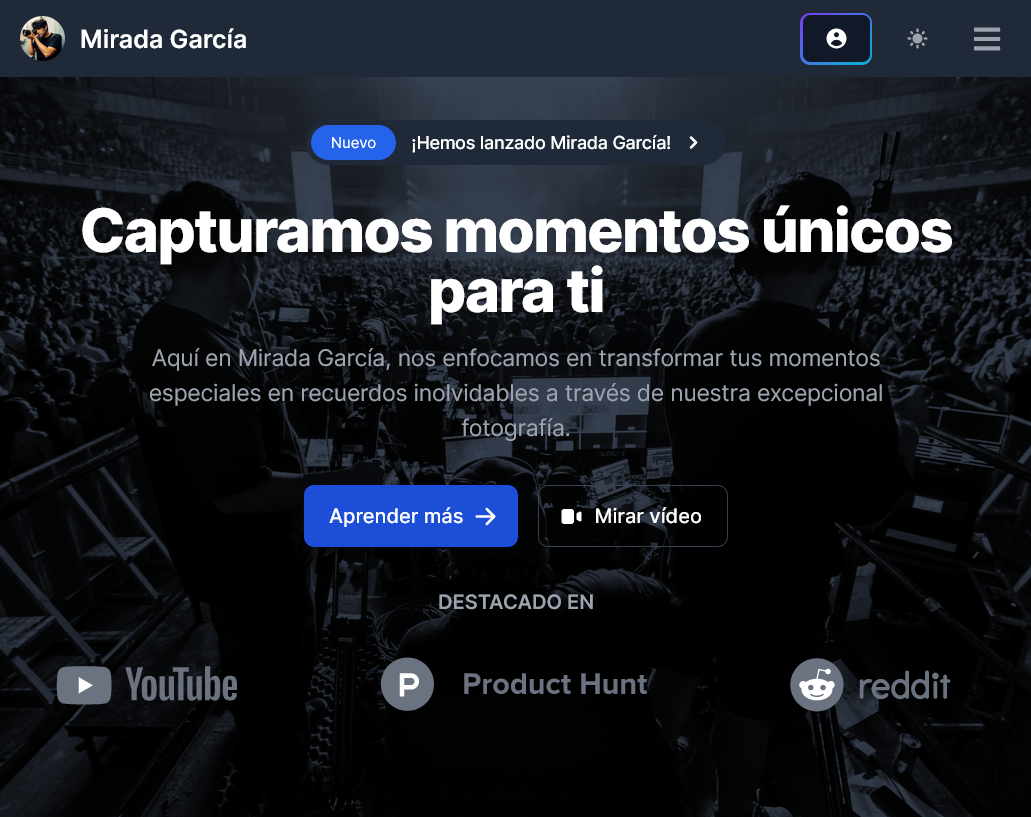 Mirada García
Nuevo
¡Hemos lanzado Mirada García!
Capturamos momentos únicos
para ti
Aquí en Mirada García, nos enfocamos en transformar tus momentos
especiales en recuerdos inolvidables a través de nuestra excepcional
fotografía.
Aprender más
Mirar vídeo
DESTACADO EN
YouTube
P Product Hunt
reddit